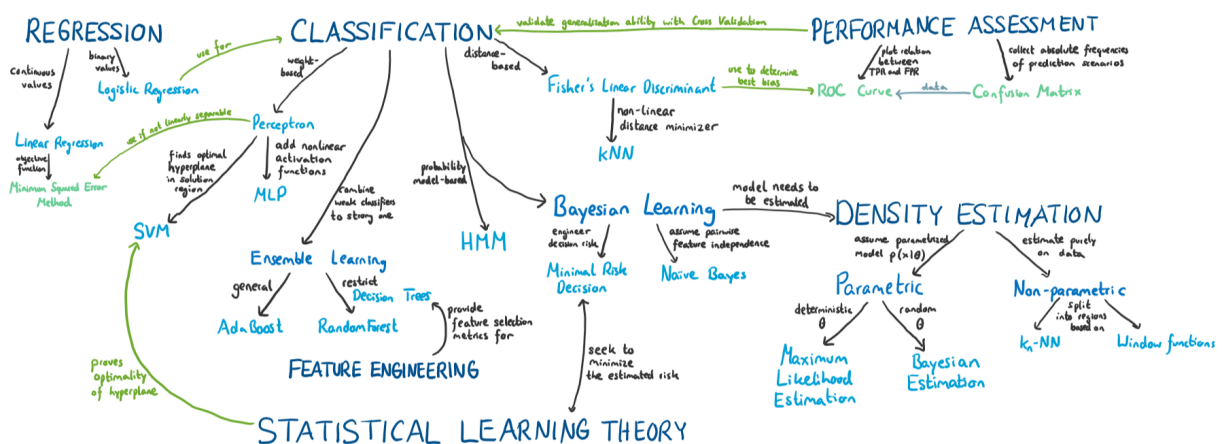 REGRESSION
CLASSIFICATION
validate generalisation ability with Cross Validation
PERFORMANCE ASSESSMENT
continuous
values
binary
values
use for
Logistic Regression
weight-
based
distance-
based
plot relation
between
TPR and FPR
collect absolute frequencies
of prediction scenarios
Fisher's Linear Discriminant
use to determine
best bias
ROC Curve
data
Confusion Matrix
use if not linearly separable
Perceptron
non-linear
distance minimizer
kNN
Linear Regression
objective
function
Minimum Squared Error
Method
finds optimal
hyperplane
in solution
region
add nonlinear
activation
functions
MLP
SVM
combine
weak classifiers
to strong one
probability
model-based
HMM
Bayesian Learning
model needs to
be estimated
DENSITY ESTIMATION
engineer
decision risk
assume pairwise
feature independence
Minimal Risk
Decision
Naïve Bayes
assume parametrized
model p(x|θ)
estimate purely
on data
Ensemble Learning
general
restrict
Decision Trees
AdaBoost
RandomForest
provide
feature selection
metrics for
FEATURE ENGINEERING
Parametric
Non-parametric
deterministic
θ
random
θ
split
into regions
based on
kn-NN
Window functions
Maximum
Likelihood
Estimation
Bayesian
Estimation
proves
optimality
of hyperplane
seek to
minimize
the estimated risk
STATISTICAL LEARNING THEORY